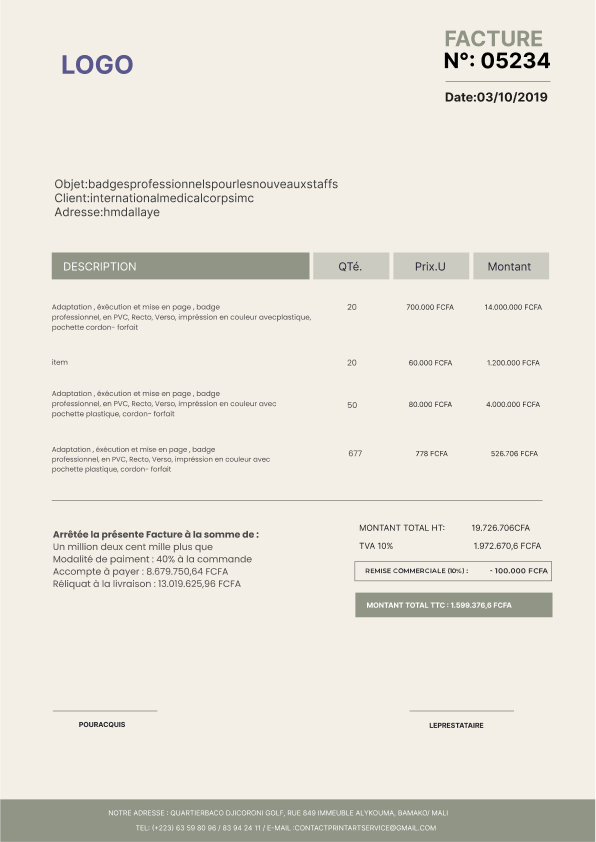 LOGO
FACTURE
N°: 05234
Date:03/10/2019
Objet:badgesprofessionnelspourlesnouveauxstaffs
Client:internationalmedicalcorpsimc
Adresse:hmdallaye
DESCRIPTION QTé. Prix.U Montant
Adaptation , éxécution et mise en page , badge
professionnel, en PVC, Recto, Verso, impréssion en couleur avecplastique,
pochette cordon- forfait
20 700.000 FCFA 14.000.000 FCFA
item 20 60.000 FCFA 1.200.000 FCFA
Adaptation , éxécution et mise en page , badge
professionnel, en PVC, Recto, Verso, impréssion en couleur avec
pochette plastique, cordon- forfait
50 80.000 FCFA 4.000.000 FCFA
Adaptation , éxécution et mise en page , badge
professionnel, en PVC, Recto, Verso, impréssion en couleur avec
pochette plastique, cordon- forfait
677 778 FCFA 526.706 FCFA
Arrêtée la présente Facture à la somme de :
Un million deux cent mille plus que
Modalité de paiment : 40% à la commande
Accompte à payer : 8.679.750,64 FCFA
Réliquat à la livraison : 13.019.625,96 FCFA
MONTANT TOTAL HT: 19.726.706CFA
TVA 10% 1.972.670,6 FCFA
REMISE COMMERCIALE (10%) : - 100.000 FCFA
MONTANT TOTAL TTC : 1.599.376,6 FCFA
POURACQUIS
LEPRESTATAIRE
NOTRE ADRESSE : QUARTIERBACO DJICORONI GOLF, RUE 849 IMMEUBLE ALYKOUMA, BAMAKO/ MALI
TEL: (+223) 63 59 80 96 / 83 94 24 11 / E-MAIL :CONTACTPRINTARTSERVICE@GMAIL.COM